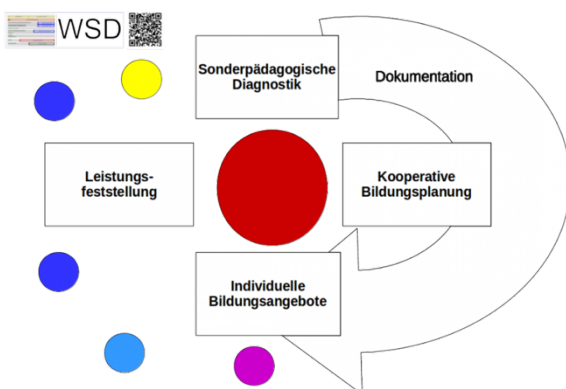 WSD
Sonderpädagogische
Diagnostik
Dokumentation
Leistungs-
feststellung
Kooperative
Bildungsplanung
Individuelle
Bildungsangebote